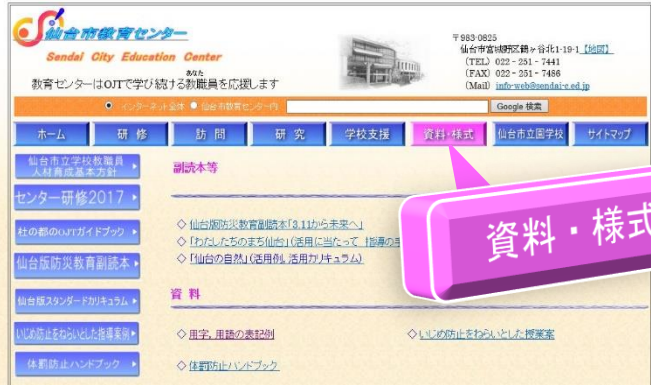 仙台市教育センター
Sendai City Education Center
あなた
教育センターはOJTで学び続ける教職員を応援します
〒983-0825
仙台市宮城野区鶴ヶ谷北1-19-1【地図】
(TEL) 022-251-7441
(FAX) 022-251-7486
(Mail) info-web@sendai-c.ed.jp
インターネット全体 仙台市教育センター内 Google 検索
ホーム 研修 訪問 研究 学校支援 資料・様式 仙台市立園学校 サイトマップ
仙台市立学校教職員
人材育成基本方針
センター研修2017
杜の都のOJTガイドブック
仙台版防災教育副読本
仙台版スタンダードカリキュラム
いじめ防止をねらいとした指導案例
体罰防止ハンドブック
副読本等
◇仙台版防災教育副読本「3.11から未来へ」
◇「わたしたちのまち仙台」(活用に当たって 指導の手
◇「仙台の自然」(活用例, 活用カリキュラム)
資料・様式
資 料
◇用字, 用語の表記例 ◇いじめ防止をねらいとした授業案
◇体罰防止ハンドブック